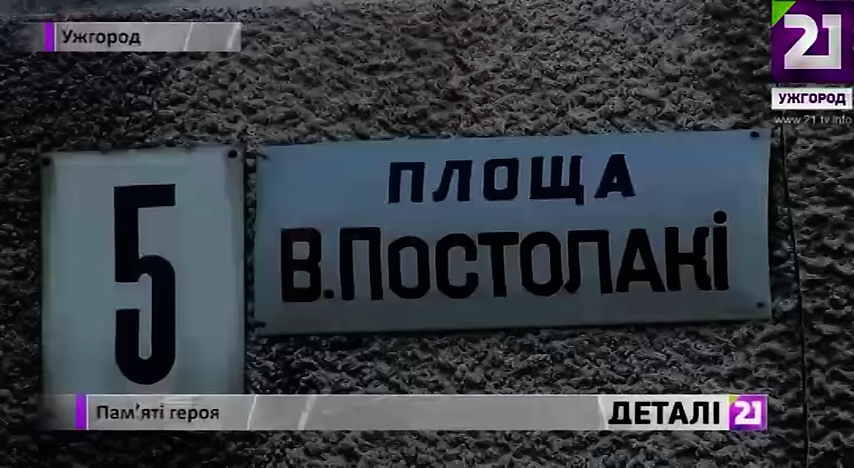 Ужгород
21
УЖГОРОД
www.21.tv.info
5
ПЛОЩА
В.ПОСТОЛАКІ
Пам'яті героя
ДЕТАЛІ 21